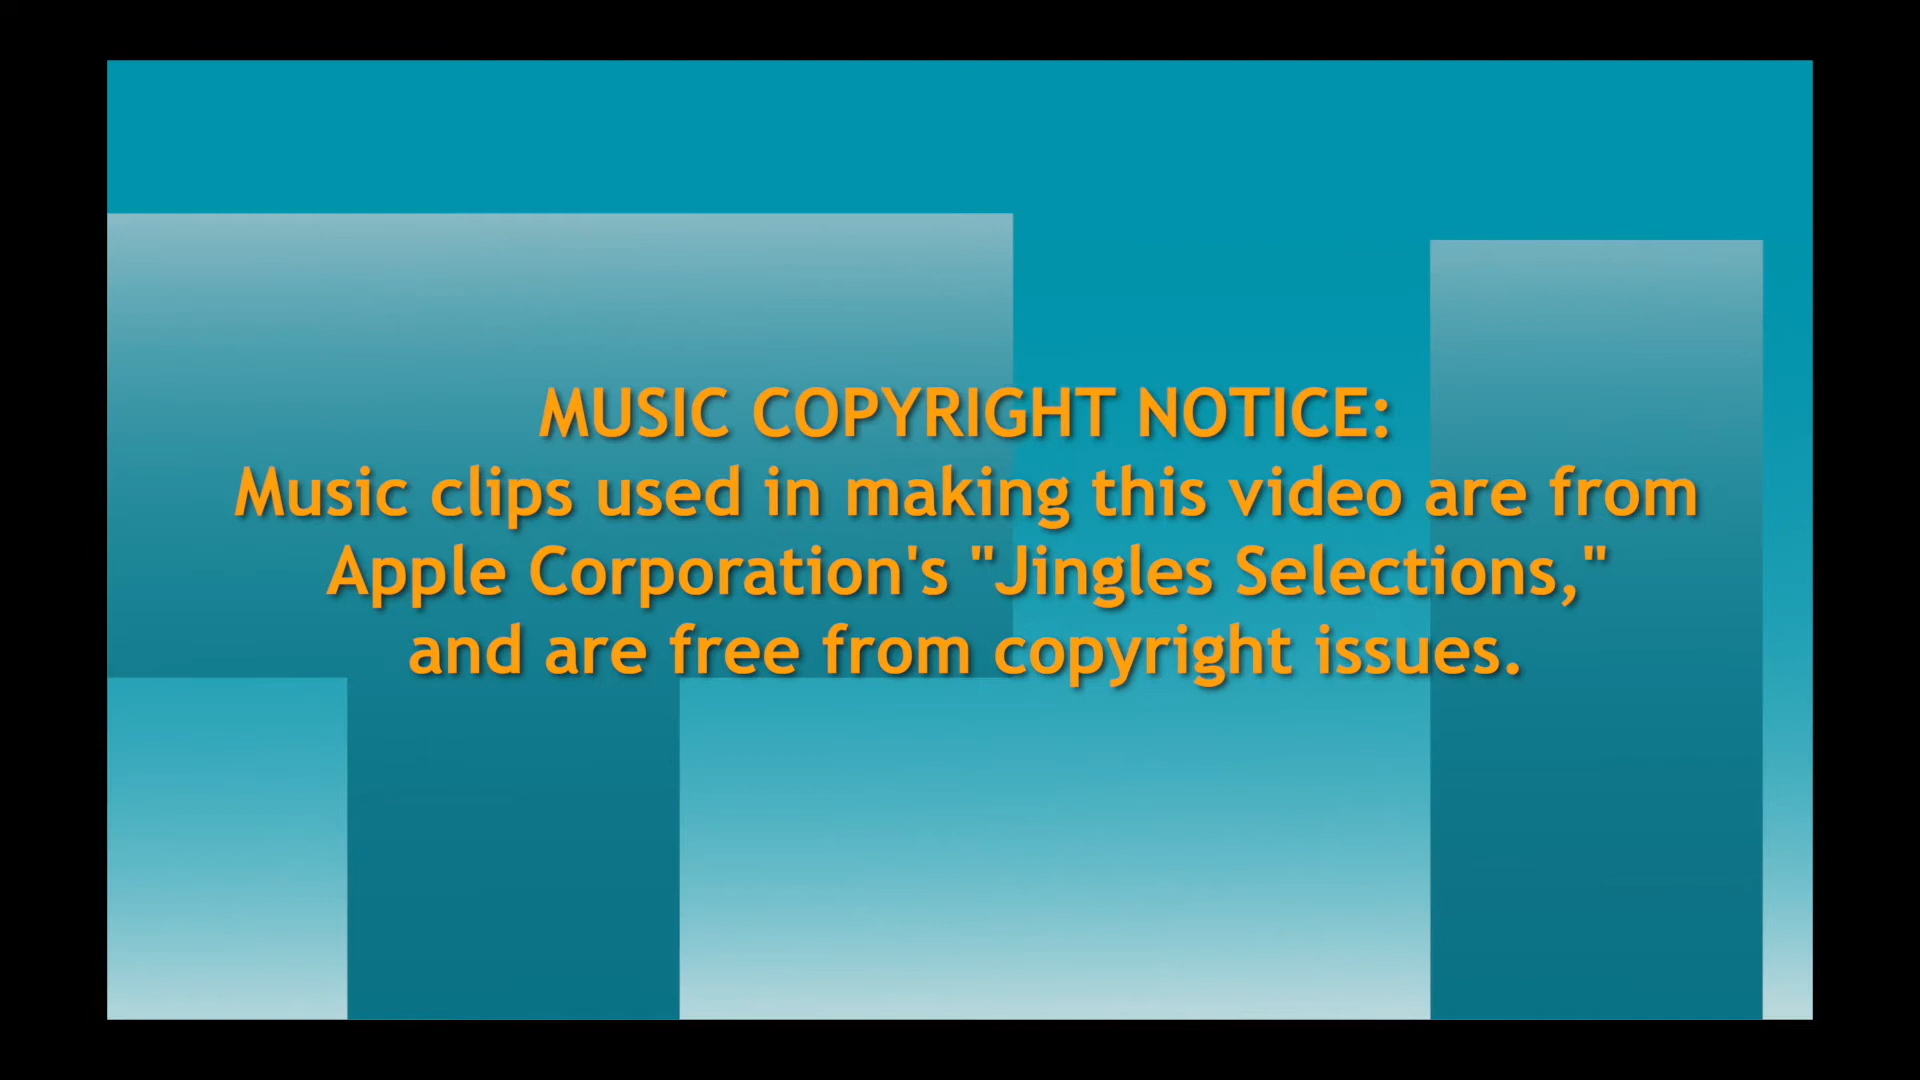 MUSIC COPYRIGHT NOTICE:
Music clips used in making this video are from
Apple Corporation's "Jingles Selections,"
and are free from copyright issues.